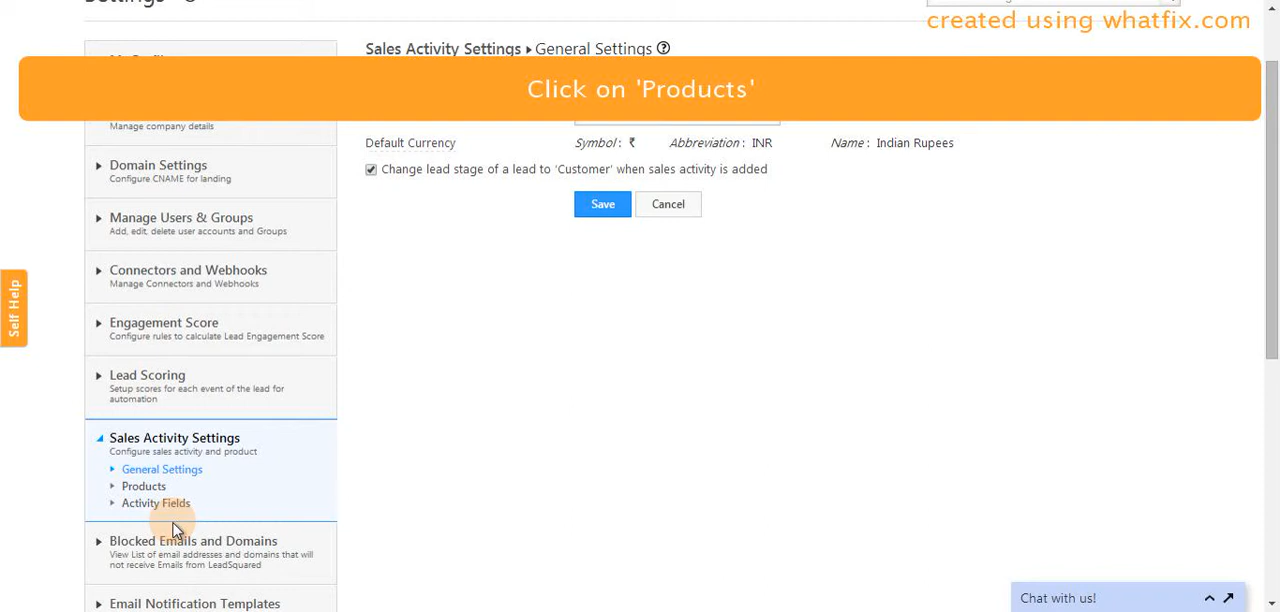 Settings
created using whatfix.com
Sales Activity Settings ▸ General Settings ?
Click on 'Products'
Manage company details
Default Currency Symbol : ₹ Abbreviation : INR Name : Indian Rupees
Domain Settings
Configure CNAME for landing
Change lead stage of a lead to 'Customer' when sales activity is added
Save Cancel
Manage Users & Groups
Add, edit, delete user accounts and Groups
Connectors and Webhooks
Manage Connectors and Webhooks
Self Help
Engagement Score
Configure rules to calculate Lead Engagement Score
Lead Scoring
Setup scores for each event of the lead for
automation
Sales Activity Settings
Configure sales activity and product
General Settings
Products
Activity Fields
Blocked Emails and Domains
View List of email addresses and domains that will
not receive Emails from LeadSquared
Email Notification Templates
Chat with us!